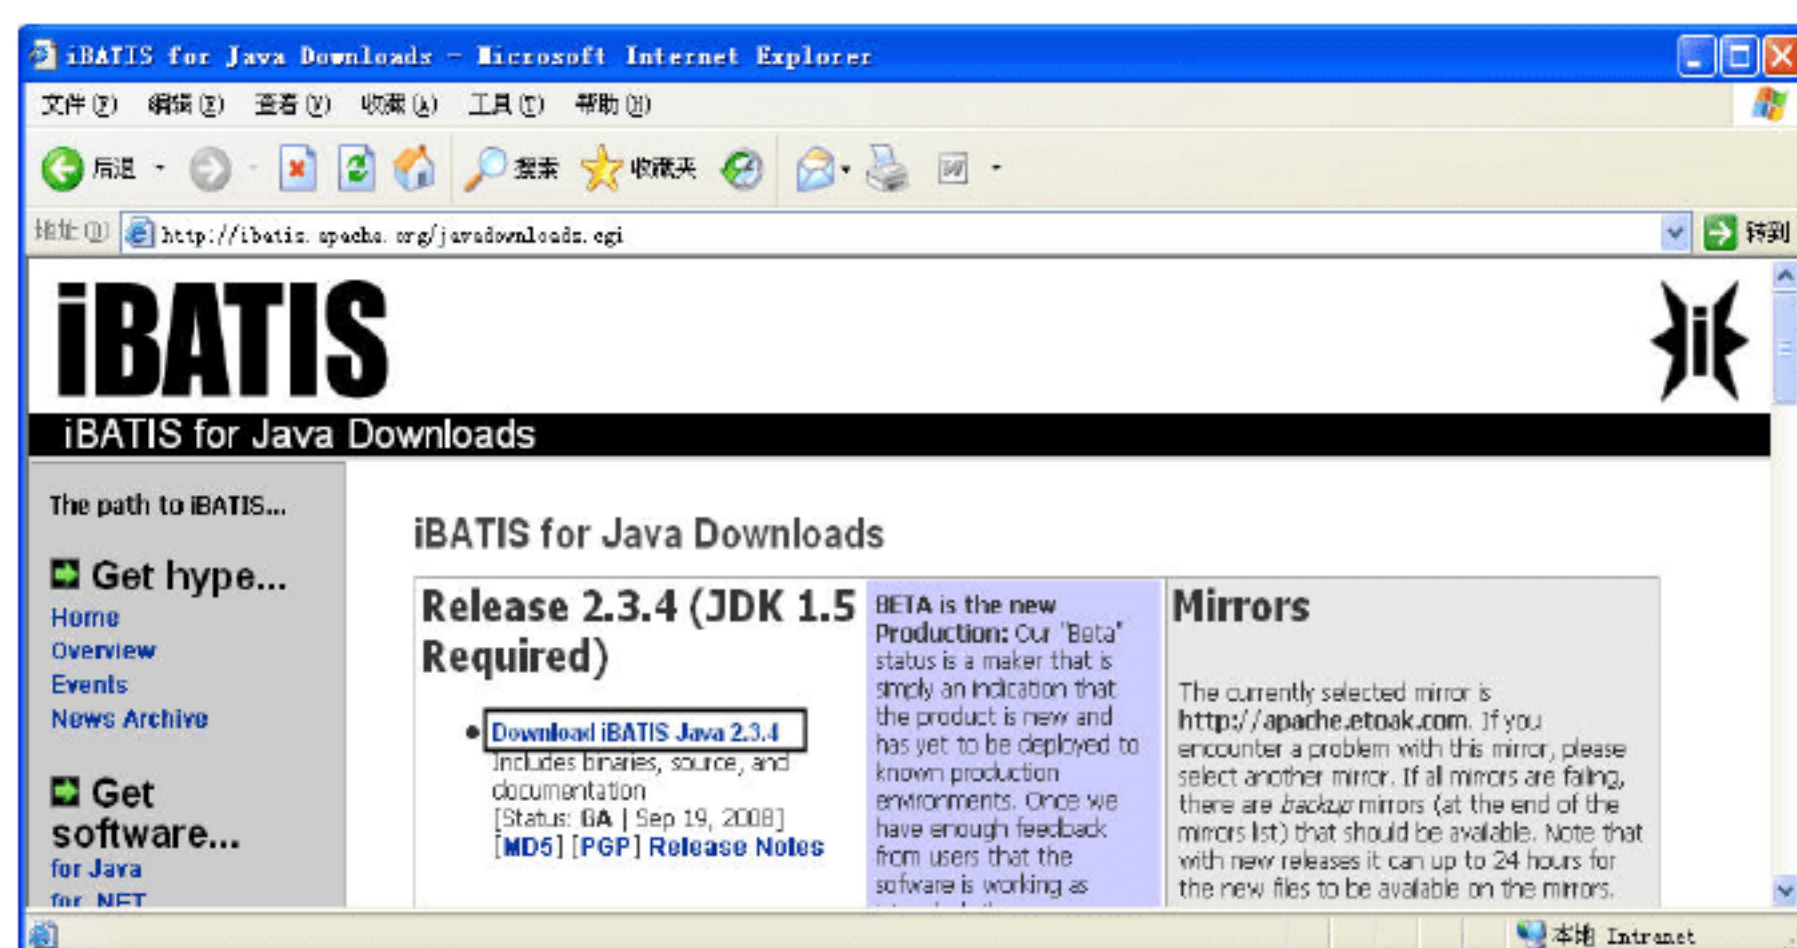 iBATIS for Java Downloads - Microsoft Internet Explorer
文件(F) 编辑(E) 查看(V) 收藏(A) 工具(T) 帮助(H)
后退 搜索 收藏夹
地址(D) http://ibatis.apache.org/javadownloads.cgi 转到
iBATIS
iBATIS for Java Downloads
The path to iBATIS...
Get hype...
Home
Overview
Events
News Archive
Get
software...
for Java
for .NET
iBATIS for Java Downloads
Release 2.3.4 (JDK 1.5
Required)
Download iBATIS Java 2.3.4
Includes binaries, source, and
documentation
[Status: GA | Sep 19, 2008]
[MD5] [PGP] Release Notes
BETA is the new
Production: Our "Beta"
status is a maker that is
simply an indication that
the product is new and
has yet to be deployed to
known production
environments. Once we
have enough feedback
from users that the
sofware is working as
Mirrors
The currently selected mirror is
http://apache.etoak.com. If you
encounter a problem with this mirror, please
select another mirror. If all mirrors are failing,
there are backup mirrors (at the end of the
mirrors list) that should be available. Note that
with new releases it can up to 24 hours for
the new files to be available on the mirrors.
本地 Intranet